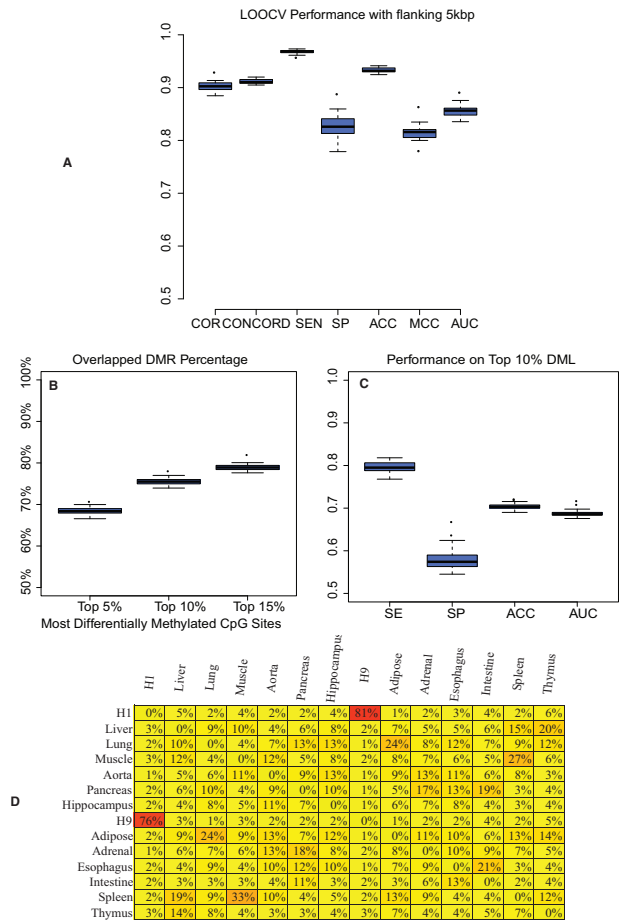 LOOCV Performance with flanking 5kbp
1.0
0.9
0.8
0.7
0.6
0.5
A
COR CONCORD SEN SP ACC MCC AUC
Overlapped DMR Percentage
B
100%
90%
80%
70%
60%
50%
Top 5% Top 10% Top 15%
Most Differentially Methylated CpG Sites
Performance on Top 10% DML
C
1.0
0.9
0.8
0.7
0.6
0.5
SE SP ACC AUC
D
H1 Liver Lung Muscle Aorta Pancreas Hippocampus H9 Adipose Adrenal Esophagus Intestine Spleen Thymus
H1 0% 5% 2% 4% 2% 2% 4% 81% 1% 2% 3% 4% 2% 6%
Liver 3% 0% 9% 10% 4% 6% 8% 2% 7% 5% 5% 6% 15% 20%
Lung 2% 10% 0% 4% 7% 13% 13% 1% 24% 8% 12% 7% 9% 12%
Muscle 3% 12% 4% 0% 12% 5% 8% 2% 8% 7% 6% 5% 27% 6%
Aorta 1% 5% 6% 11% 0% 9% 13% 1% 9% 13% 11% 6% 8% 3%
Pancreas 2% 6% 10% 4% 9% 0% 10% 1% 5% 17% 13% 19% 3% 4%
Hippocampus 2% 4% 8% 5% 11% 7% 0% 1% 6% 7% 8% 4% 3% 4%
H9 76% 3% 1% 3% 2% 2% 2% 0% 1% 2% 2% 4% 2% 5%
Adipose 2% 9% 24% 9% 13% 7% 12% 1% 0% 11% 10% 6% 13% 14%
Adrenal 1% 6% 7% 6% 13% 18% 8% 2% 8% 0% 10% 9% 7% 5%
Esophagus 2% 4% 9% 4% 10% 12% 10% 1% 7% 9% 0% 21% 3% 4%
Intestine 2% 3% 3% 3% 4% 11% 3% 2% 3% 6% 13% 0% 2% 4%
Spleen 2% 19% 9% 33% 10% 4% 5% 2% 13% 9% 4% 4% 0% 12%
Thymus 3% 14% 8% 4% 3% 3% 4% 3% 7% 4% 4% 5% 7% 0%